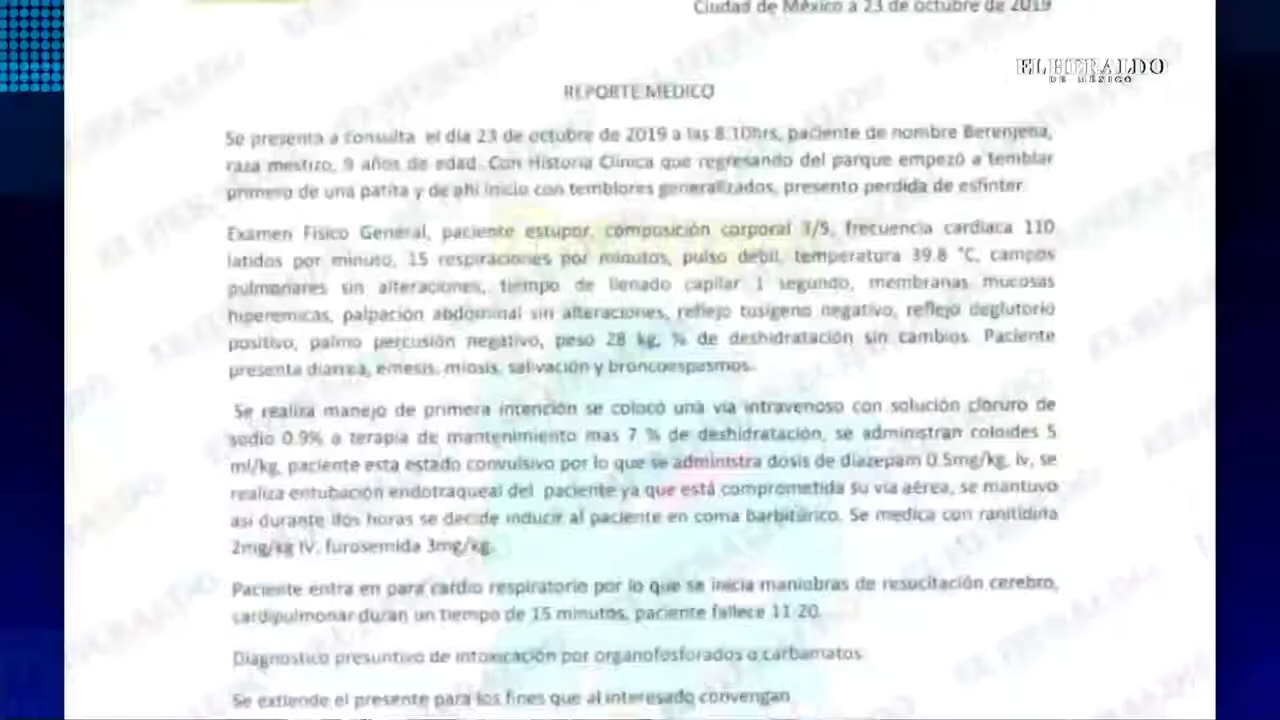 Ciudad de México a 23 de octubre de 2019
EL HERALDO
DE MÉXICO
REPORTE MEDICO
Se presenta a consulta el día 23 de octubre de 2019 a las 8:10hrs, paciente de nombre Berenjena,
raza mestizo, 9 años de edad. Con Historia Clínica que regresando del parque empezó a temblar
primero de una patita y de ahí inicio con temblores generalizados, presento perdida de esfínter.
Examen Físico General, paciente estupor, composición corporal 3/5, frecuencia cardiaca 110
latidos por minuto, 15 respiraciones por minutos, pulso débil, temperatura 39.8 °C, campos
pulmonares sin alteraciones, tiempo de llenado capilar 1 segundo, membranas mucosas
hiperemicas, palpación abdominal sin alteraciones, reflejo tusígeno negativo, reflejo deglutorio
positivo, palmo percusión negativo, peso 28 kg, % de deshidratación sin cambios. Paciente
presenta diarrea, emesis, miosis, salivación y broncoespasmos.
Se realiza manejo de primera intención se colocó una vía intravenoso con solución cloruro de
sodio 0.9% a terapia de mantenimiento mas 7 % de deshidratación, se administran coloides 5
ml/kg, paciente esta estado convulsivo por lo que se administra dosis de diazepam 0.5mg/kg, iv, se
realiza entubación endotraqueal del paciente ya que está comprometida su vía aérea, se mantuvo
así durante dos horas se decide inducir al paciente en coma barbitúrico. Se medica con ranitidina
2mg/kg IV, furosemida 3mg/kg.
Paciente entra en paro cardio respiratorio por lo que se inicia maniobras de resucitación cerebro,
cardipulmonar duran un tiempo de 15 minutos, paciente fallece 11:20.
Diagnostico presuntivo de intoxicación por organofosforados o carbamatos
Se extiende el presente para los fines que al interesado convengan